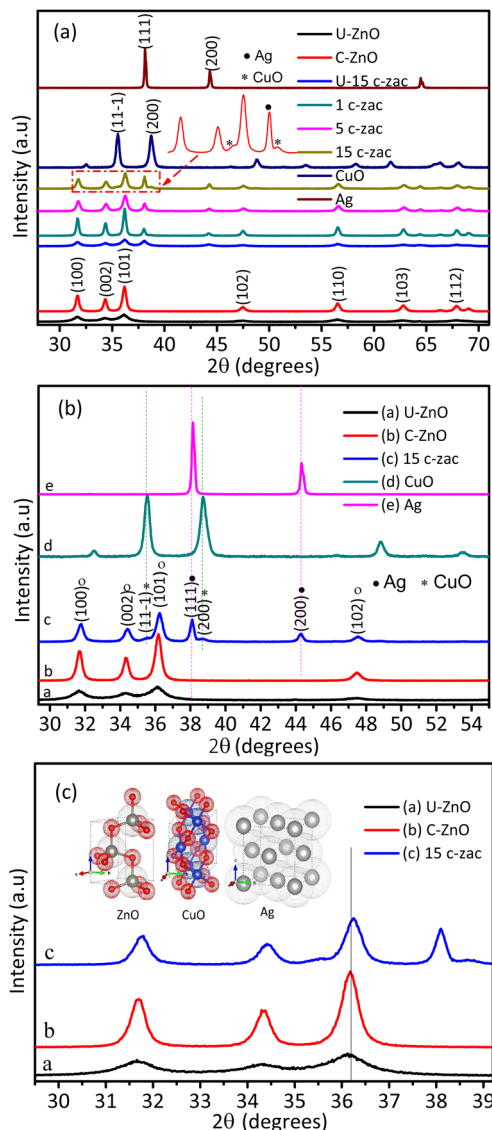 (a)
(111)
(200)
● Ag
* CuO
U-ZnO
C-ZnO
U-15 c-zac
1 c-zac
5 c-zac
15 c-zac
CuO
Ag
(11-1)
(200)
●
* *
(100)
(002)
(101)
(102)
(110)
(103)
(112)
Intensity (a.u)
30 35 40 45 50 55 60 65 70
2θ (degrees)
(b)
(a) U-ZnO
(b) C-ZnO
(c) 15 c-zac
(d) CuO
(e) Ag
e
d
● Ag * CuO
(100)○
(002)○
(11-1)*
(101)○
(111)●
(200)*
(200)●
(102)○
c
b
a
Intensity (a.u)
30 32 34 36 38 40 42 44 46 48 50 52 54
2θ (degrees)
(c)
(a) U-ZnO
(b) C-ZnO
(c) 15 c-zac
ZnO
CuO
Ag
c
b
a
Intensity (a.u)
30 31 32 33 34 35 36 37 38 39
2θ (degrees)